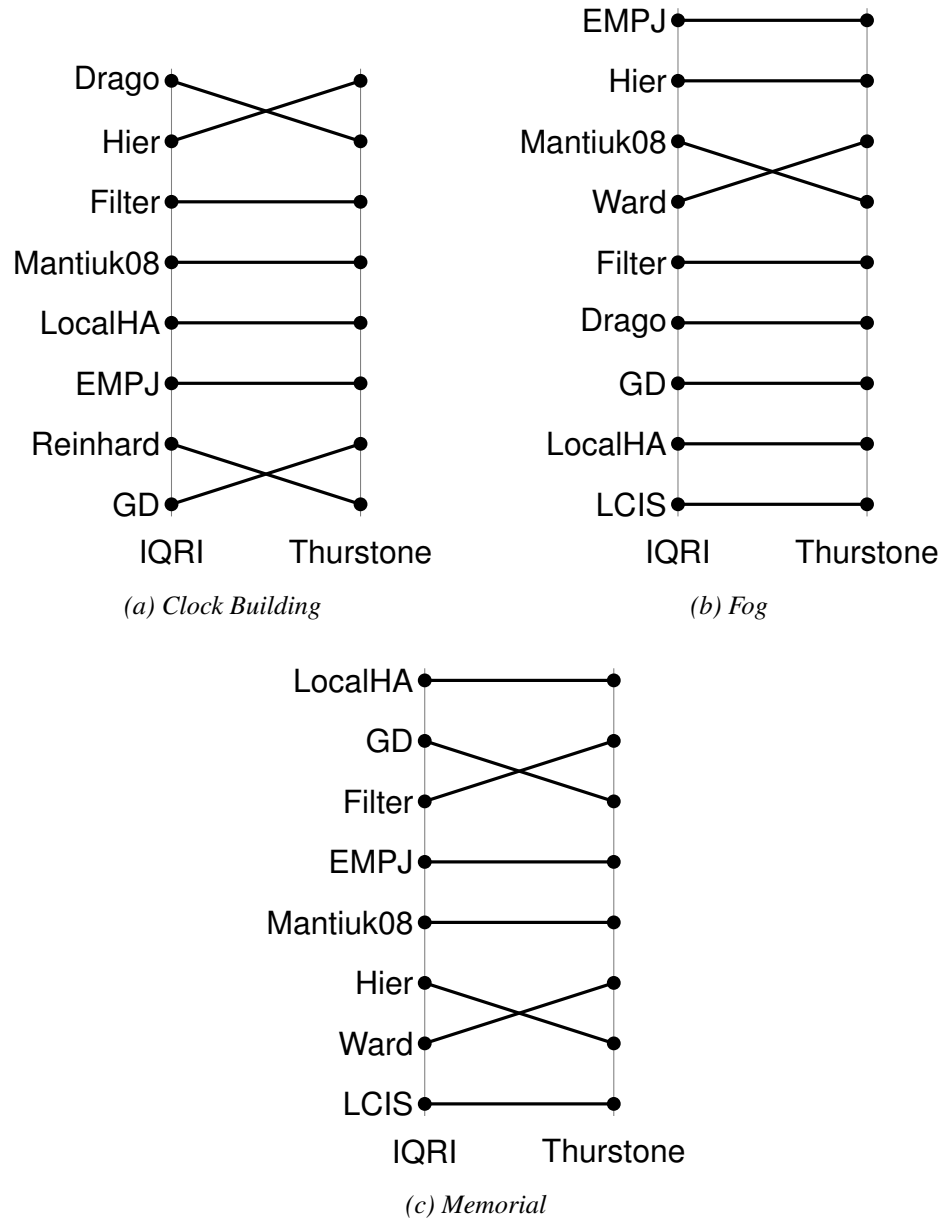 Drago
Hier
Filter
Mantiuk08
LocalHA
EMPJ
Reinhard
GD
IQRI Thurstone
(a) Clock Building
EMPJ
Hier
Mantiuk08
Ward
Filter
Drago
GD
LocalHA
LCIS
IQRI Thurstone
(b) Fog
LocalHA
GD
Filter
EMPJ
Mantiuk08
Hier
Ward
LCIS
IQRI Thurstone
(c) Memorial